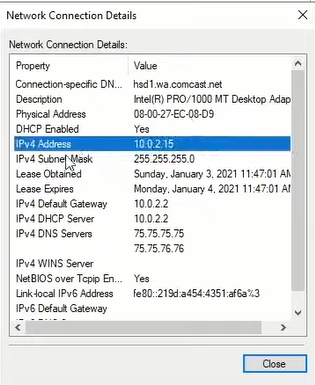 Network Connection Details
Network Connection Details:
Property Value
Connection-specific DN... hsd1.wa.comcast.net
Description Intel(R) PRO/1000 MT Desktop Adap
Physical Address 08-00-27-EC-08-D9
DHCP Enabled Yes
IPv4 Address 10.0.2.15
IPv4 Subnet Mask 255.255.255.0
Lease Obtained Sunday, January 3, 2021 11:47:01 AM
Lease Expires Monday, January 4, 2021 11:47:01 AM
IPv4 Default Gateway 10.0.2.2
IPv4 DHCP Server 10.0.2.2
IPv4 DNS Servers 75.75.75.75
75.75.76.76
IPv4 WINS Server
NetBIOS over Tcpip En... Yes
Link-local IPv6 Address fe80::219d:a454:4351:af6a%3
IPv6 Default Gateway
Close